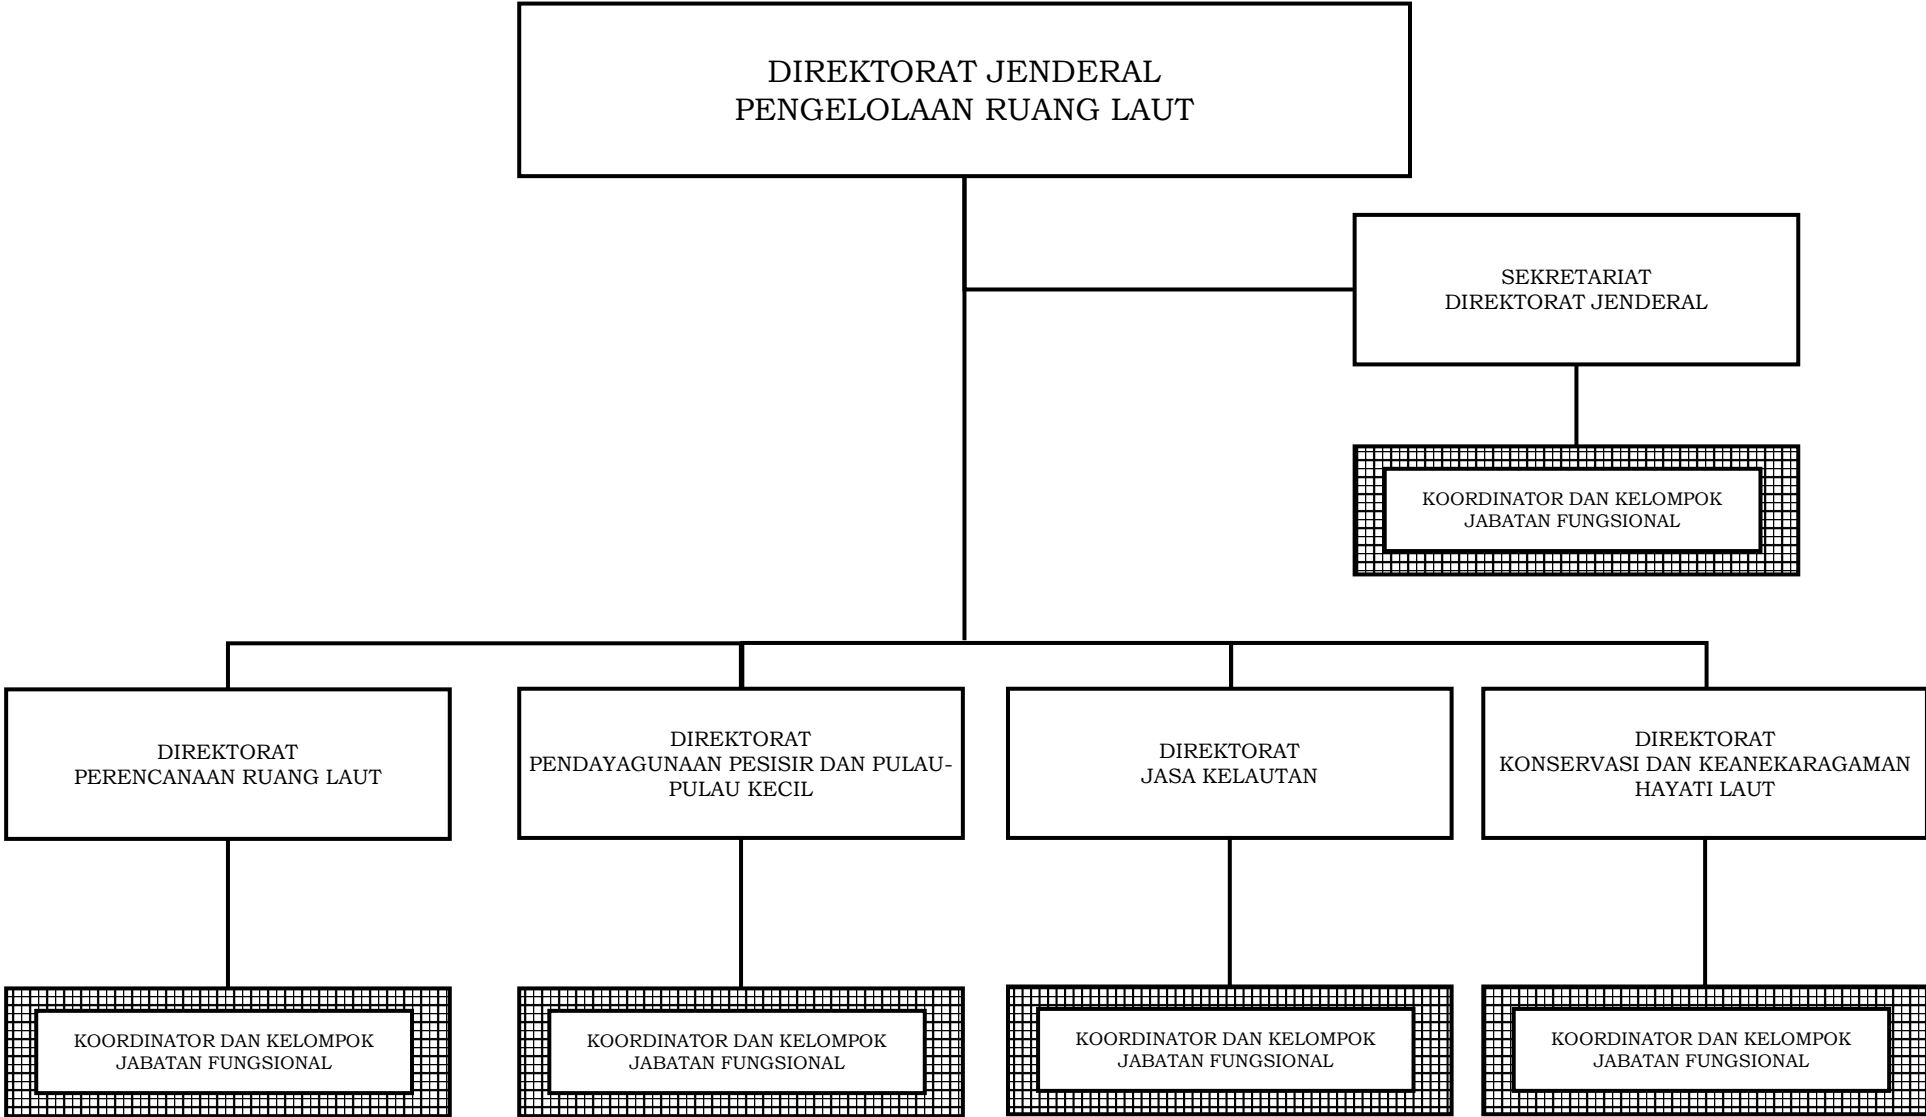 DIREKTORAT JENDERAL
PENGELOLAAN RUANG LAUT
SEKRETARIAT
DIREKTORAT JENDERAL
KOORDINATOR DAN KELOMPOK
JABATAN FUNGSIONAL
DIREKTORAT
PERENCANAAN RUANG LAUT
DIREKTORAT
PENDAYAGUNAAN PESISIR DAN PULAU-
PULAU KECIL
DIREKTORAT
JASA KELAUTAN
DIREKTORAT
KONSERVASI DAN KEANEKARAGAMAN
HAYATI LAUT
KOORDINATOR DAN KELOMPOK
JABATAN FUNGSIONAL
KOORDINATOR DAN KELOMPOK
JABATAN FUNGSIONAL
KOORDINATOR DAN KELOMPOK
JABATAN FUNGSIONAL
KOORDINATOR DAN KELOMPOK
JABATAN FUNGSIONAL